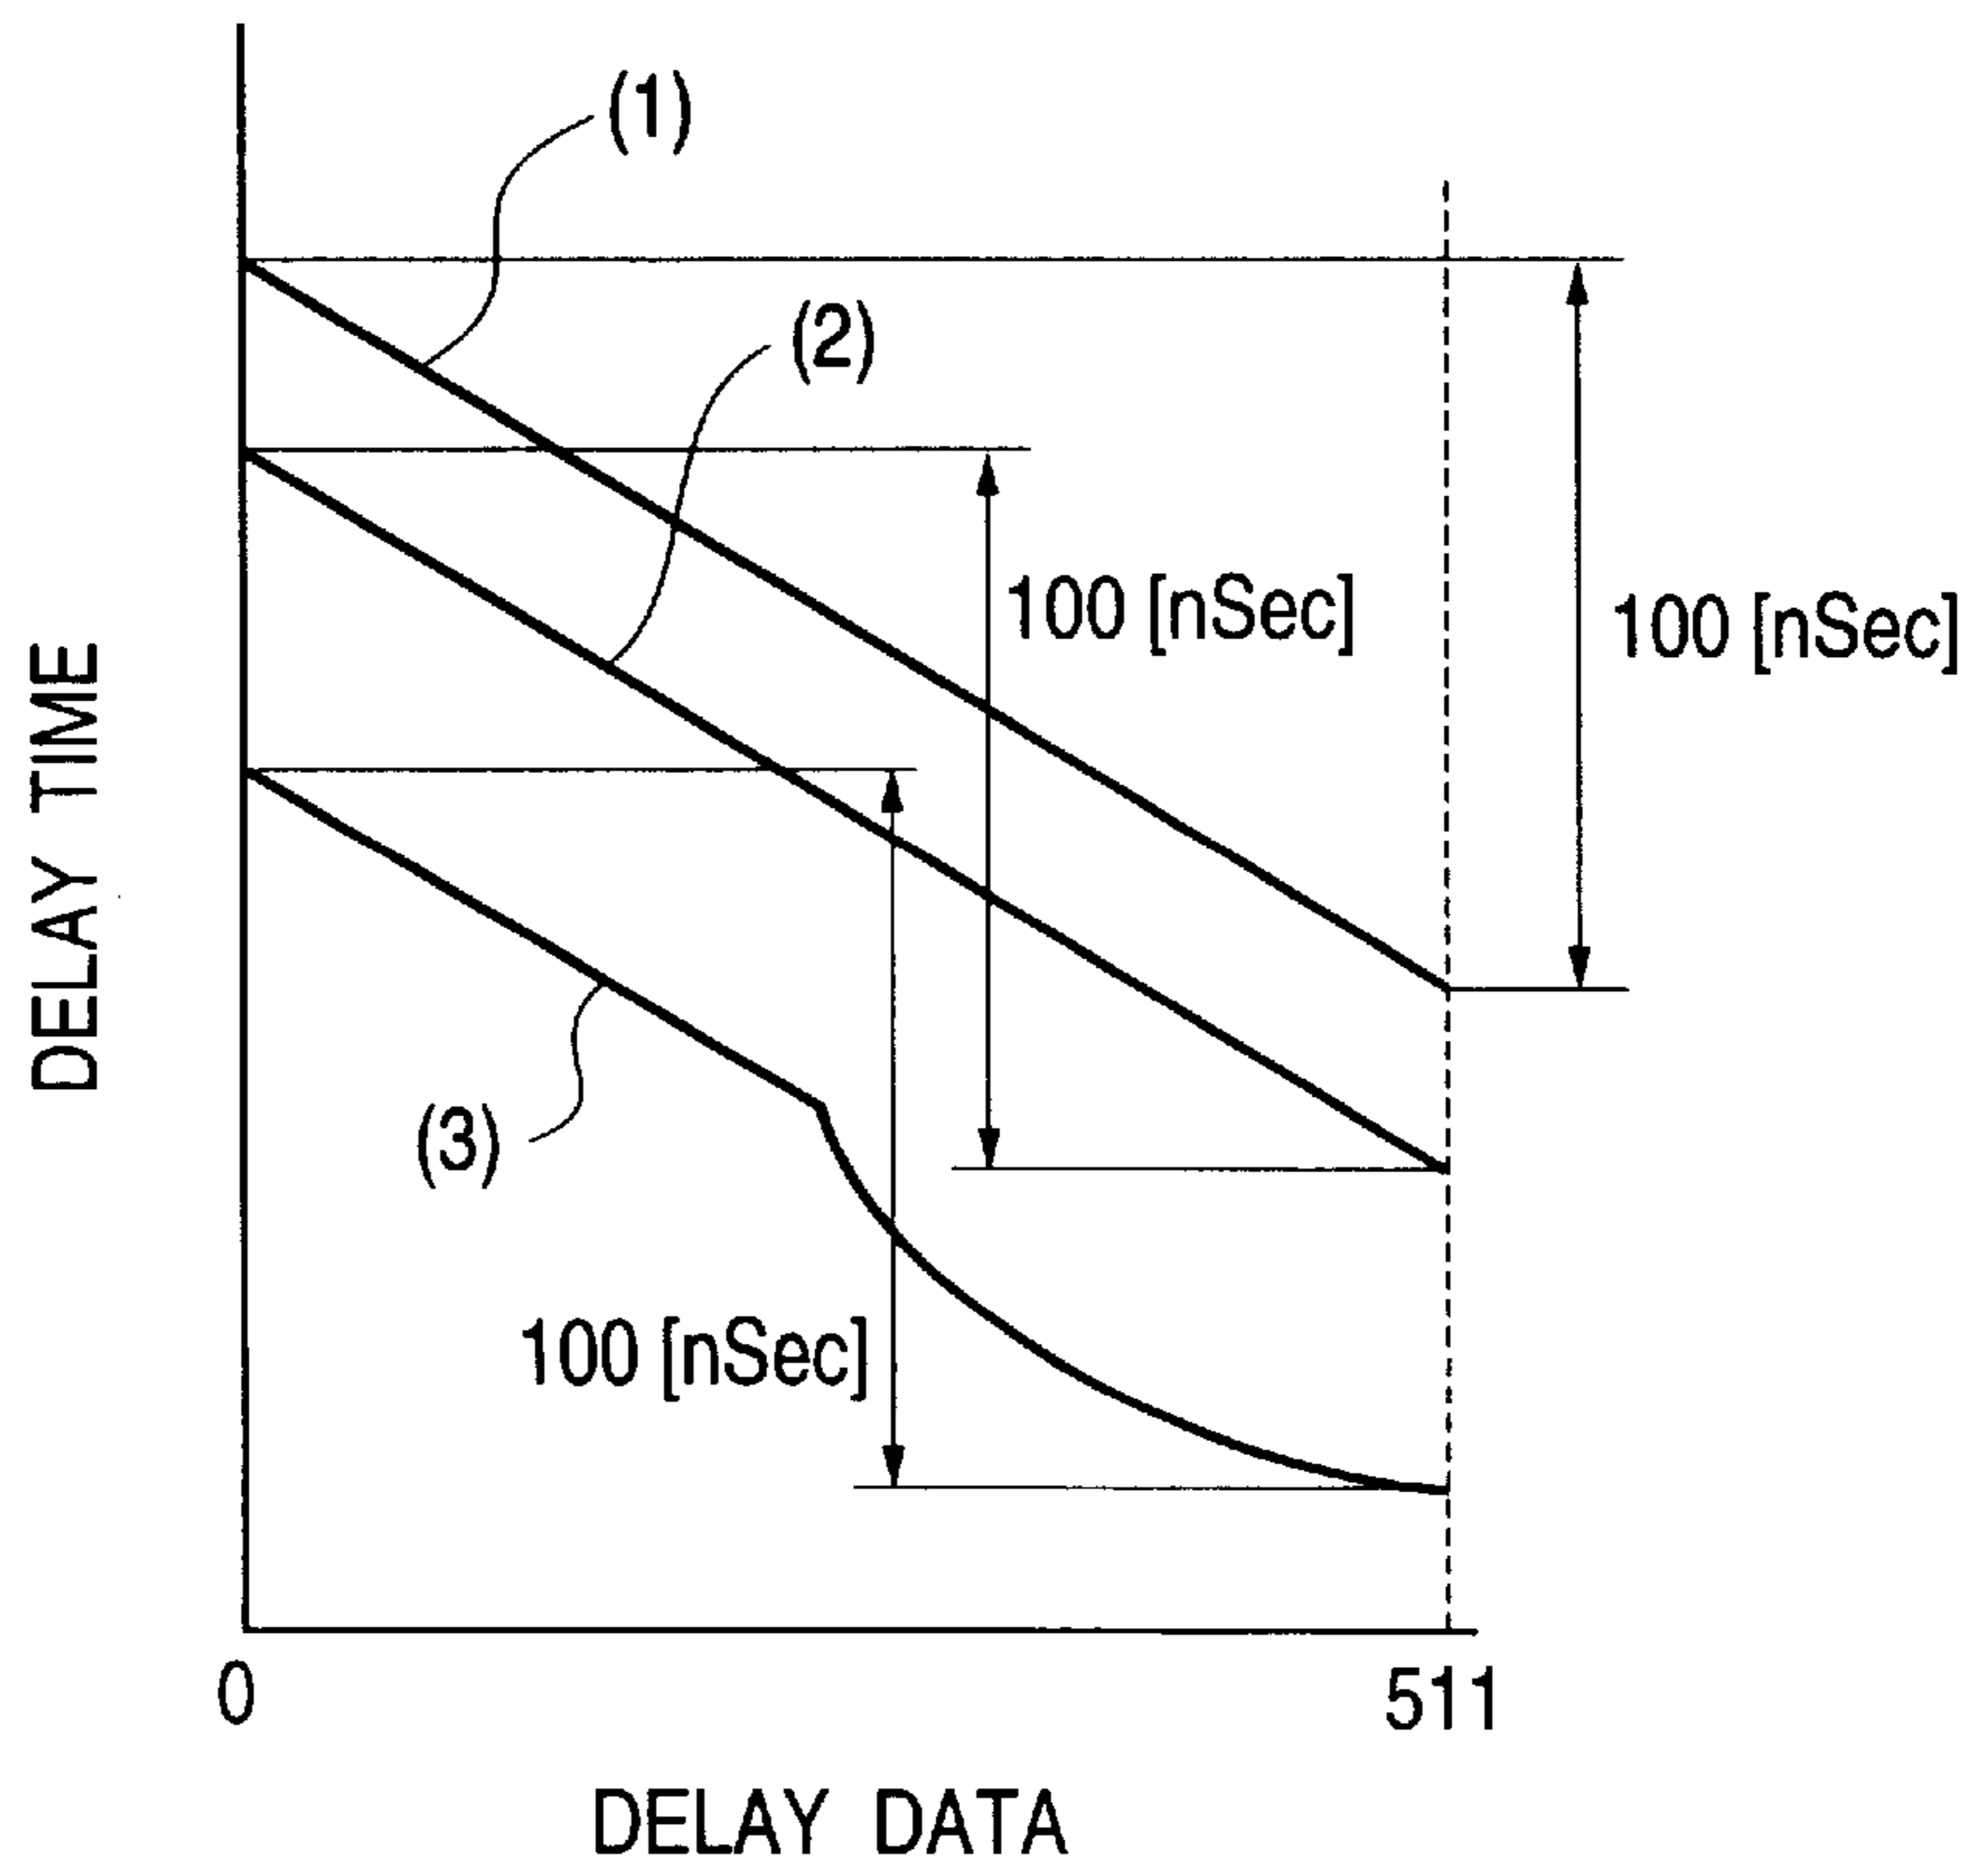 (1)
(2)
100 [nSec]
100 [nSec]
DELAY TIME
(3)
100 [nSec]
0
511
DELAY DATA